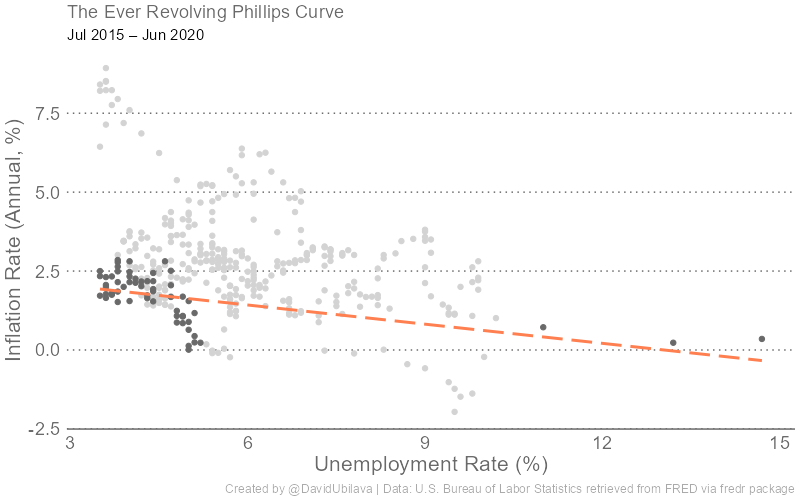 The Ever Revolving Phillips Curve
Jul 2015 – Jun 2020
Inflation Rate (Annual, %)
7.5
5.0
2.5
0.0
-2.5
3 6 9 12 15
Unemployment Rate (%)
Created by @DavidUbilava | Data: U.S. Bureau of Labor Statistics retrieved from FRED via fredr package